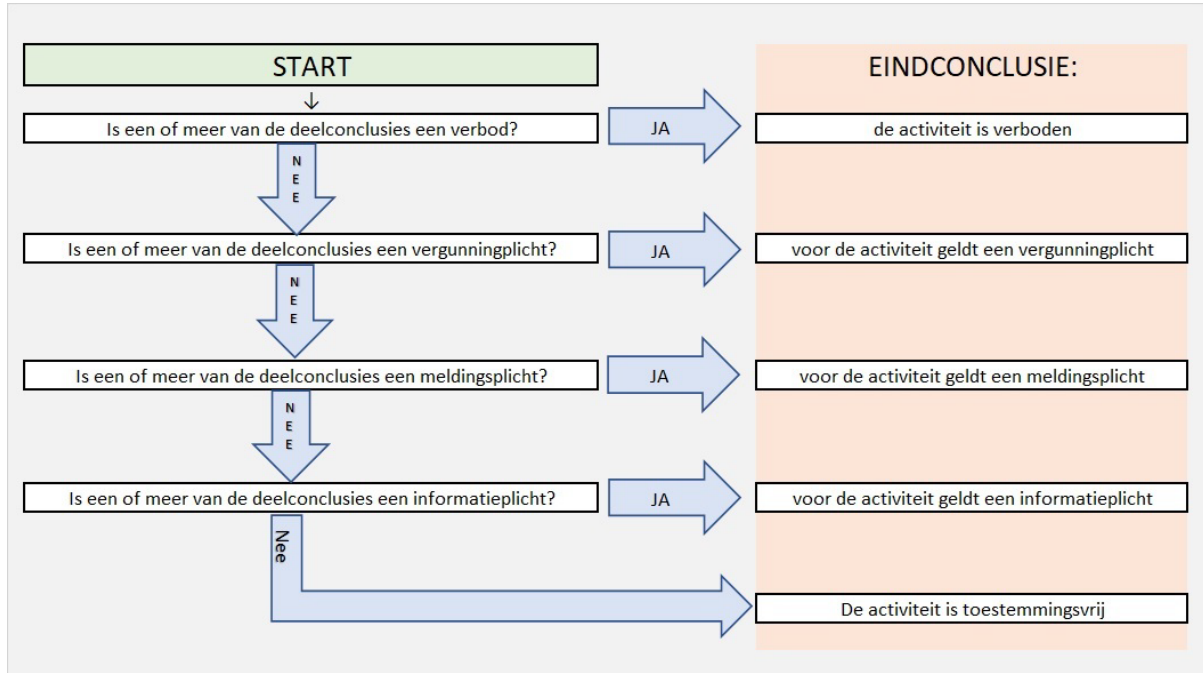 START
EINDCONCLUSIE:
↓
Is een of meer van de deelconclusies een verbod?
JA
de activiteit is verboden
NEE
Is een of meer van de deelconclusies een vergunningplicht?
JA
voor de activiteit geldt een vergunningplicht
NEE
Is een of meer van de deelconclusies een meldingsplicht?
JA
voor de activiteit geldt een meldingsplicht
NEE
Is een of meer van de deelconclusies een informatieplicht?
JA
voor de activiteit geldt een informatieplicht
Nee
De activiteit is toestemmingsvrij